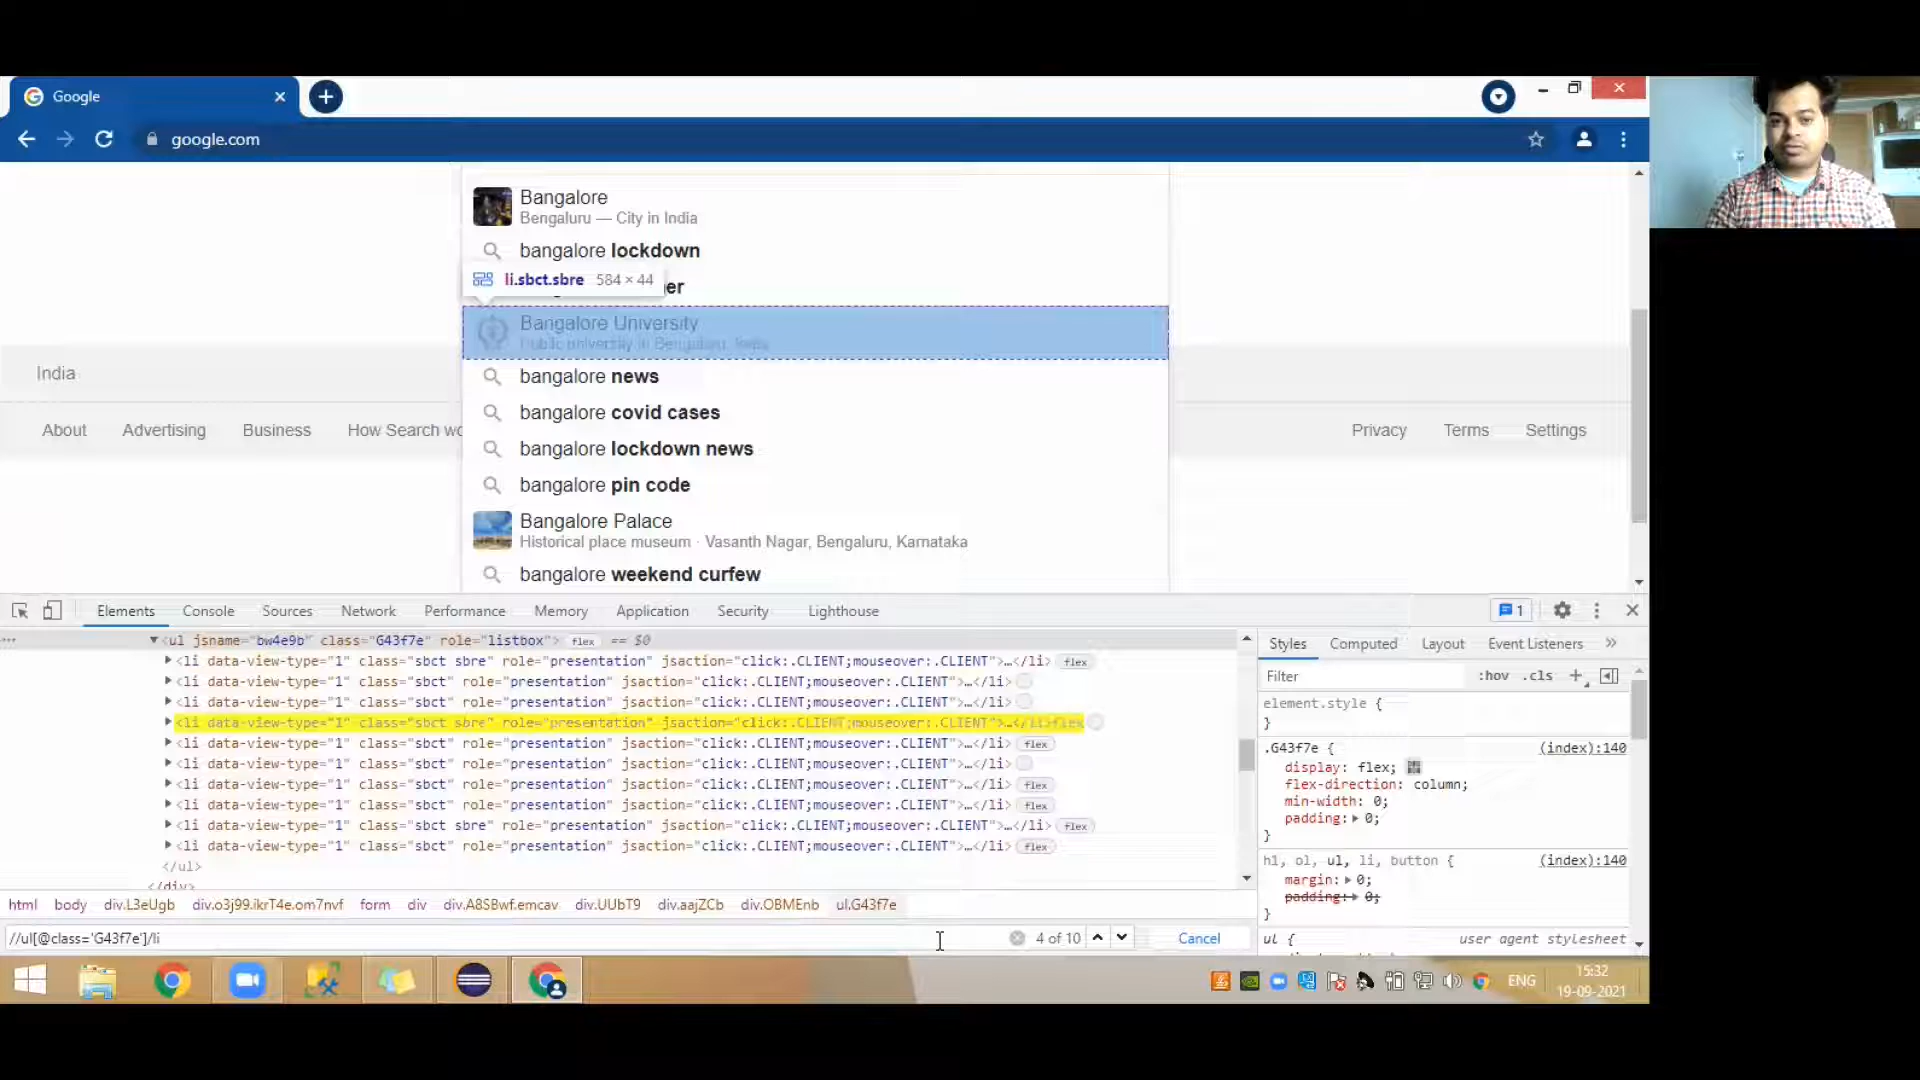 Google
google.com
Bangalore
Bengaluru — City in India
bangalore lockdown
li.sbct.sbre 584 × 44
er
Bangalore University
Public university in Bengaluru, India
India
bangalore news
bangalore covid cases
About Advertising Business How Search wo
Privacy Terms Settings
bangalore lockdown news
bangalore pin code
Bangalore Palace
Historical place museum · Vasanth Nagar, Bengaluru, Karnataka
bangalore weekend curfew
Elements Console Sources Network Performance Memory Application Security Lighthouse
1
<ul jsname="bw4e9b" class="G43f7e" role="listbox"> flex == $0
<li data-view-type="1" class="sbct sbre" role="presentation" jsaction="click:.CLIENT;mouseover:.CLIENT">…</li> flex
<li data-view-type="1" class="sbct" role="presentation" jsaction="click:.CLIENT;mouseover:.CLIENT">…</li>
<li data-view-type="1" class="sbct" role="presentation" jsaction="click:.CLIENT;mouseover:.CLIENT">…</li>
<li data-view-type="1" class="sbct sbre" role="presentation" jsaction="click:.CLIENT;mouseover:.CLIENT">…</li>flex
<li data-view-type="1" class="sbct" role="presentation" jsaction="click:.CLIENT;mouseover:.CLIENT">…</li> flex
<li data-view-type="1" class="sbct" role="presentation" jsaction="click:.CLIENT;mouseover:.CLIENT">…</li>
<li data-view-type="1" class="sbct" role="presentation" jsaction="click:.CLIENT;mouseover:.CLIENT">…</li> flex
<li data-view-type="1" class="sbct" role="presentation" jsaction="click:.CLIENT;mouseover:.CLIENT">…</li> flex
<li data-view-type="1" class="sbct sbre" role="presentation" jsaction="click:.CLIENT;mouseover:.CLIENT">…</li> flex
<li data-view-type="1" class="sbct" role="presentation" jsaction="click:.CLIENT;mouseover:.CLIENT">…</li> flex
</ul>
</div>
html body div.L3eUgb div.o3j99.ikrT4e.om7nvf form div div.A8SBwf.emcav div.UUbT9 div.aajZCb div.OBMEnb ul.G43f7e
//ul[@class='G43f7e']/li
4 of 10
Cancel
Styles Computed Layout Event Listeners »
Filter
:hov .cls +
element.style {
}
.G43f7e { (index):140
display: flex;
flex-direction: column;
min-width: 0;
padding: 0;
}
h1, ol, ul, li, button { (index):140
margin: 0;
padding: 0;
}
ul { user agent stylesheet
ENG
15:32
19-09-2021